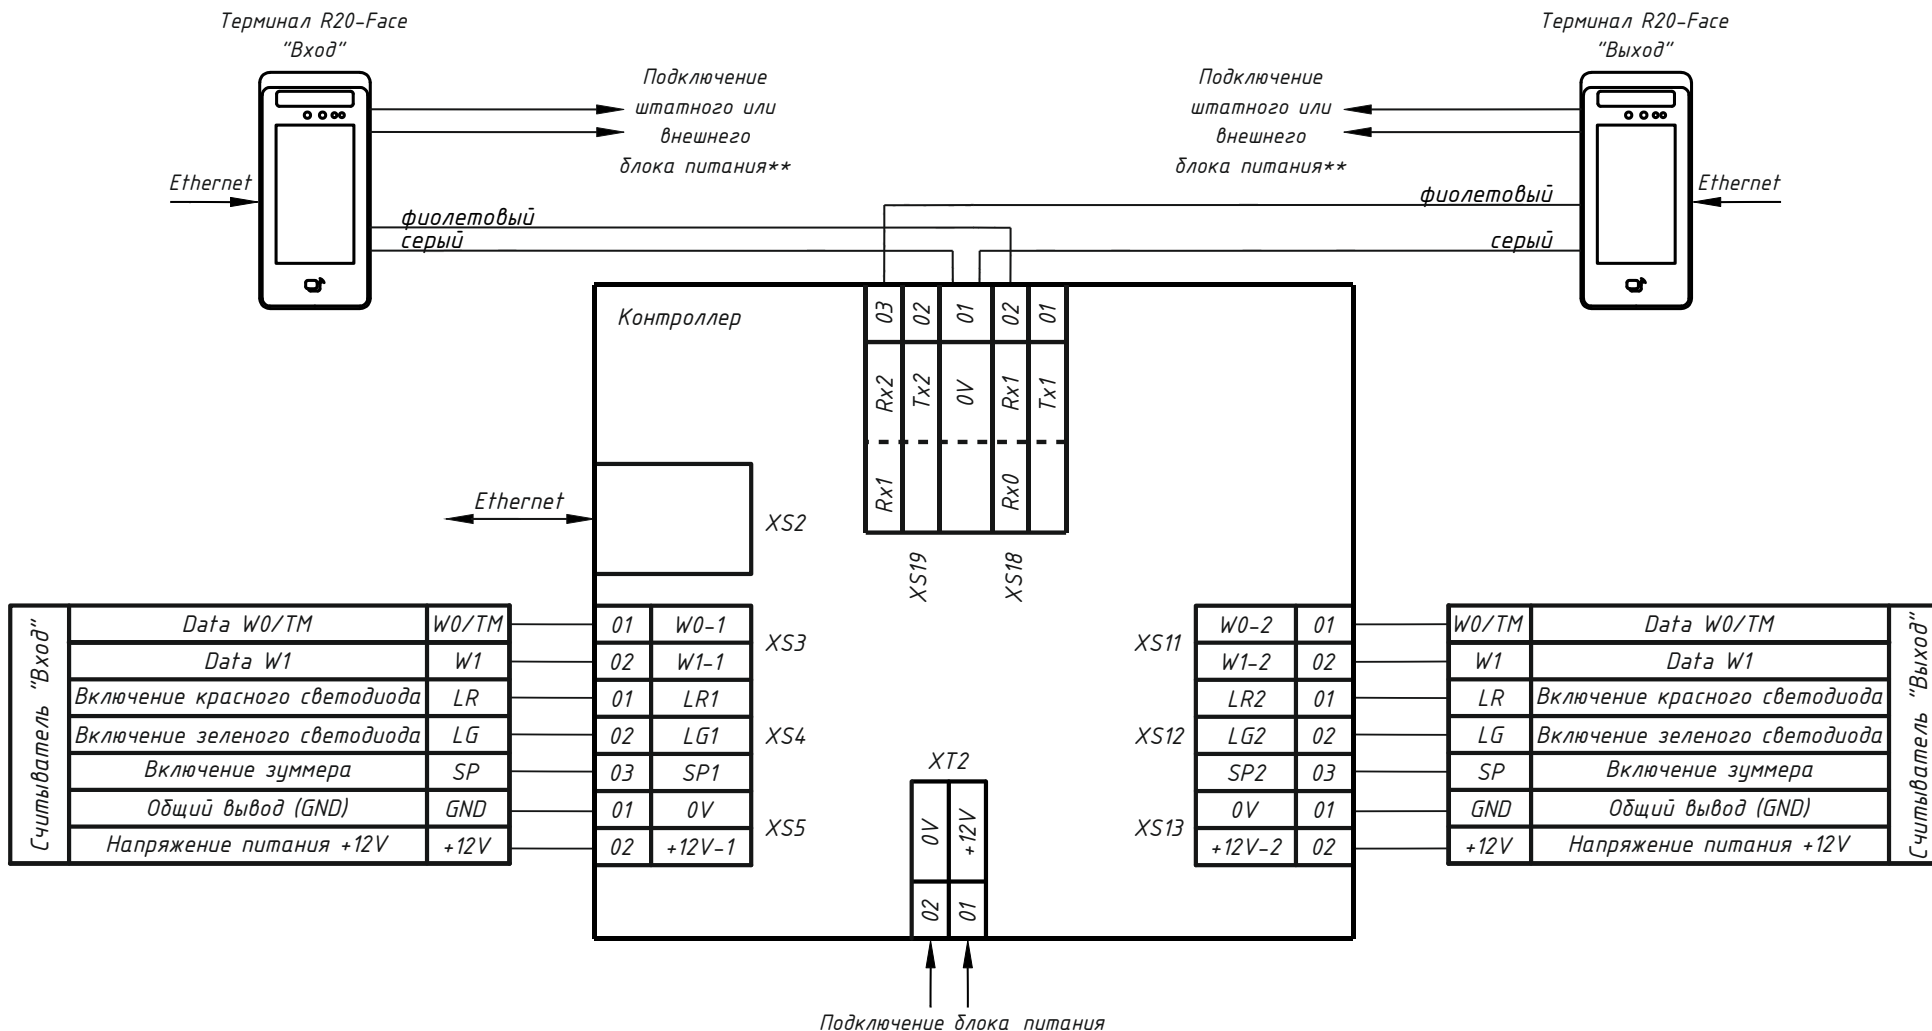 Терминал R20-Face
"Вход"
Терминал R20-Face
"Выход"
Подключение
штатного или
внешнего
блока питания**
Подключение
штатного или
внешнего
блока питания**
Ethernet
Ethernet
фиолетовый
серый
фиолетовый
серый
Контроллер
03
02
01
02
01
Rx2
Tx2
0V
Rx1
Tx1
Rx1
Rx0
XS19
XS18
Ethernet
XS2
Считыватель "Вход"
Data W0/TM W0/TM 01 W0-1
Data W1 W1 02 W1-1
XS3
Включение красного светодиода LR 01 LR1
Включение зеленого светодиода LG 02 LG1
XS4
Включение зуммера SP 03 SP1
Общий вывод (GND) GND 01 0V
XS5
Напряжение питания +12V +12V 02 +12V-1
XS11
W0-2 01 W0/TM Data W0/TM
W1-2 02 W1 Data W1
LR2 01 LR Включение красного светодиода
XS12
LG2 02 LG Включение зеленого светодиода
SP2 03 SP Включение зуммера
XS13
0V 01 GND Общий вывод (GND)
+12V-2 02 +12V Напряжение питания +12V
Считыватель "Выход"
XT2
0V
+12V
02
01
Подключение блока питания